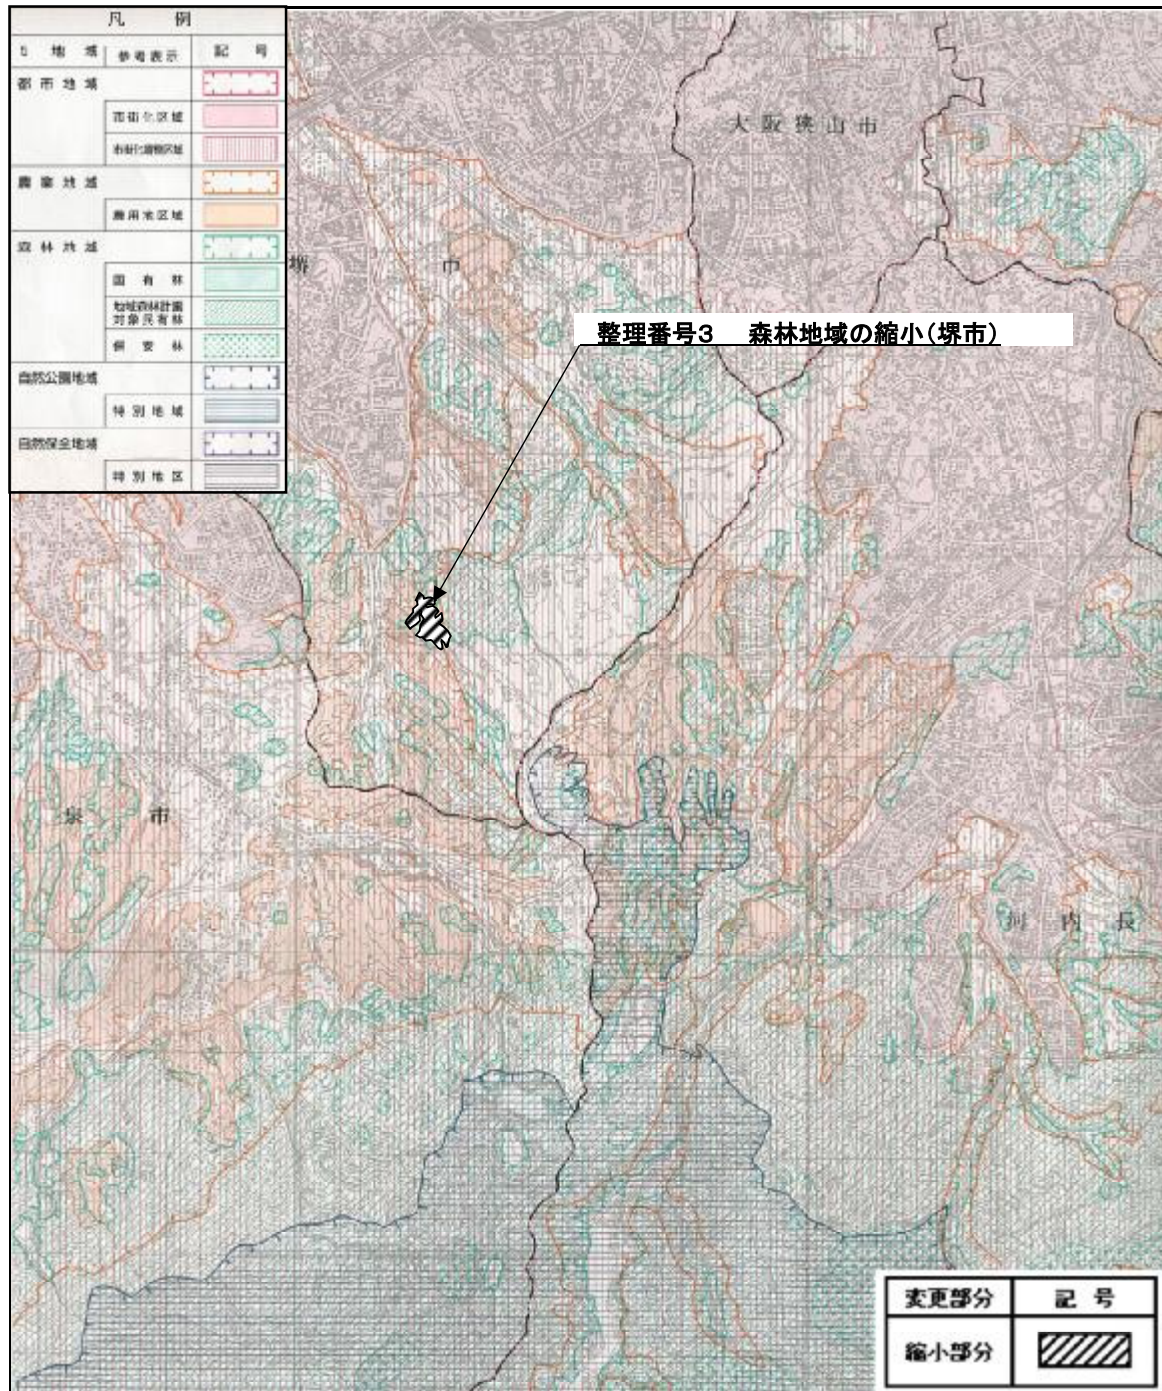 凡 例
地 域 参考表示 記 号
都市地域
市街化区域
市街化調整区域
農業地域
農用地区域
森林地域
国有林
地域森林計画
対象民有林
保安林
自然公園地域
特別地域
自然保全地域
特別地区
大阪狭山市
堺 市
整理番号3 森林地域の縮小(堺市)
泉 市
河 内 長
変更部分 記 号
縮小部分